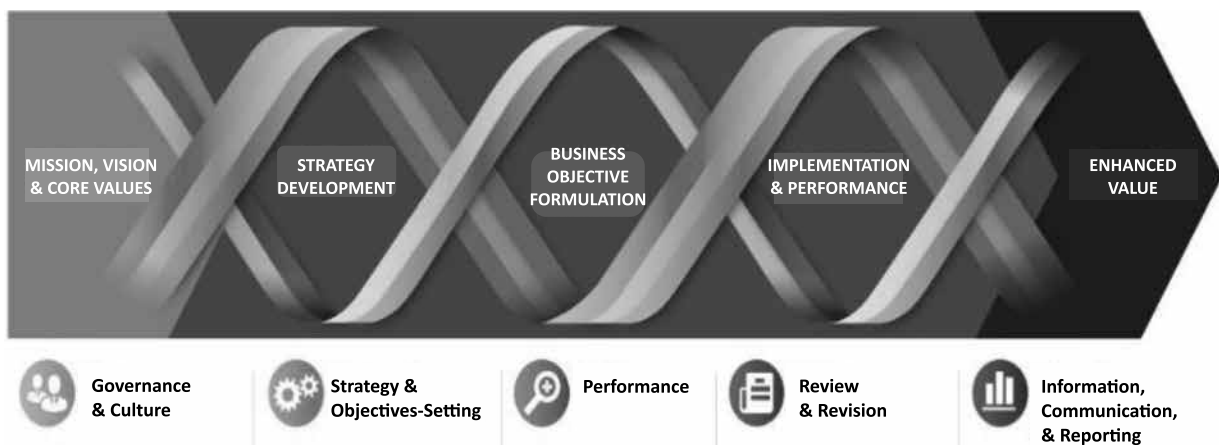 MISSION, VISION
& CORE VALUES
STRATEGY
DEVELOPMENT
BUSINESS
OBJECTIVE
FORMULATION
IMPLEMENTATION
& PERFORMANCE
ENHANCED
VALUE
Governance
& Culture
Strategy &
Objectives-Setting
Performance
Review
& Revision
Information,
Communication,
& Reporting